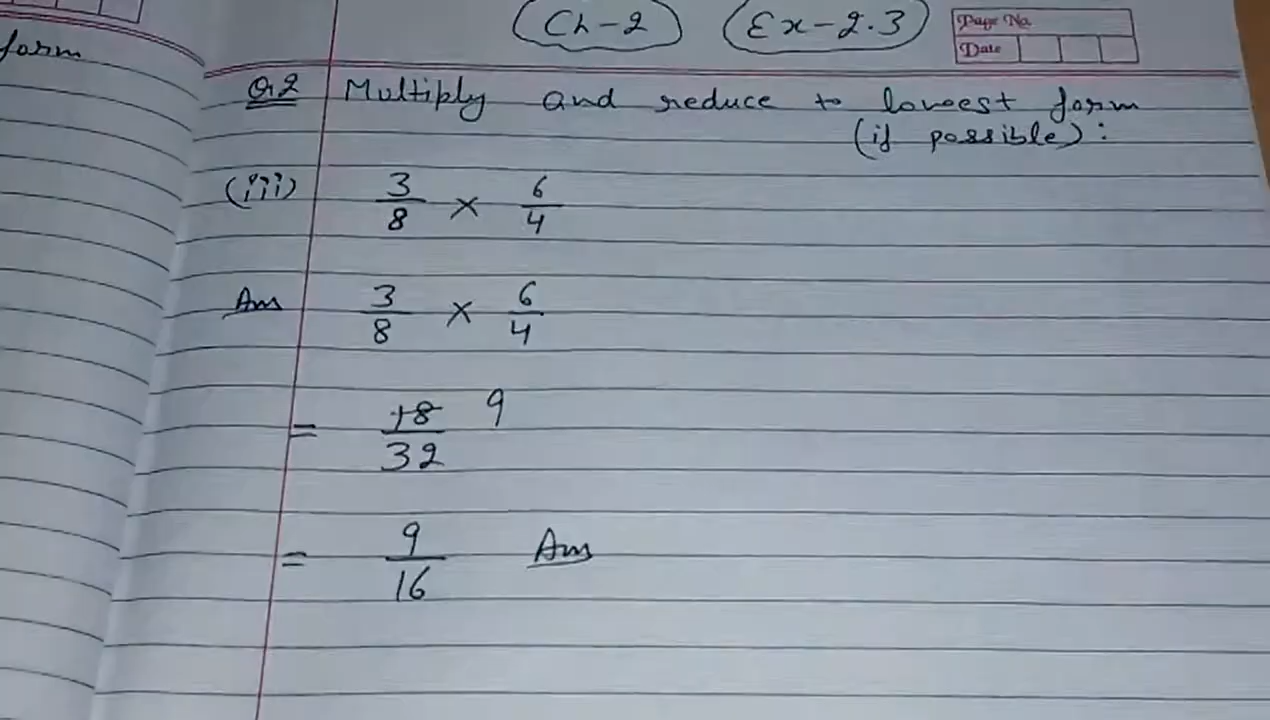 form
Ch-2 Ex-2.3
Page No.
Date
Q.2 Multiply and reduce to lowest form
(if possible):
(iii) 3/8 × 6/4
Ans 3/8 × 6/4
= 18/32 9
= 9/16 Ans